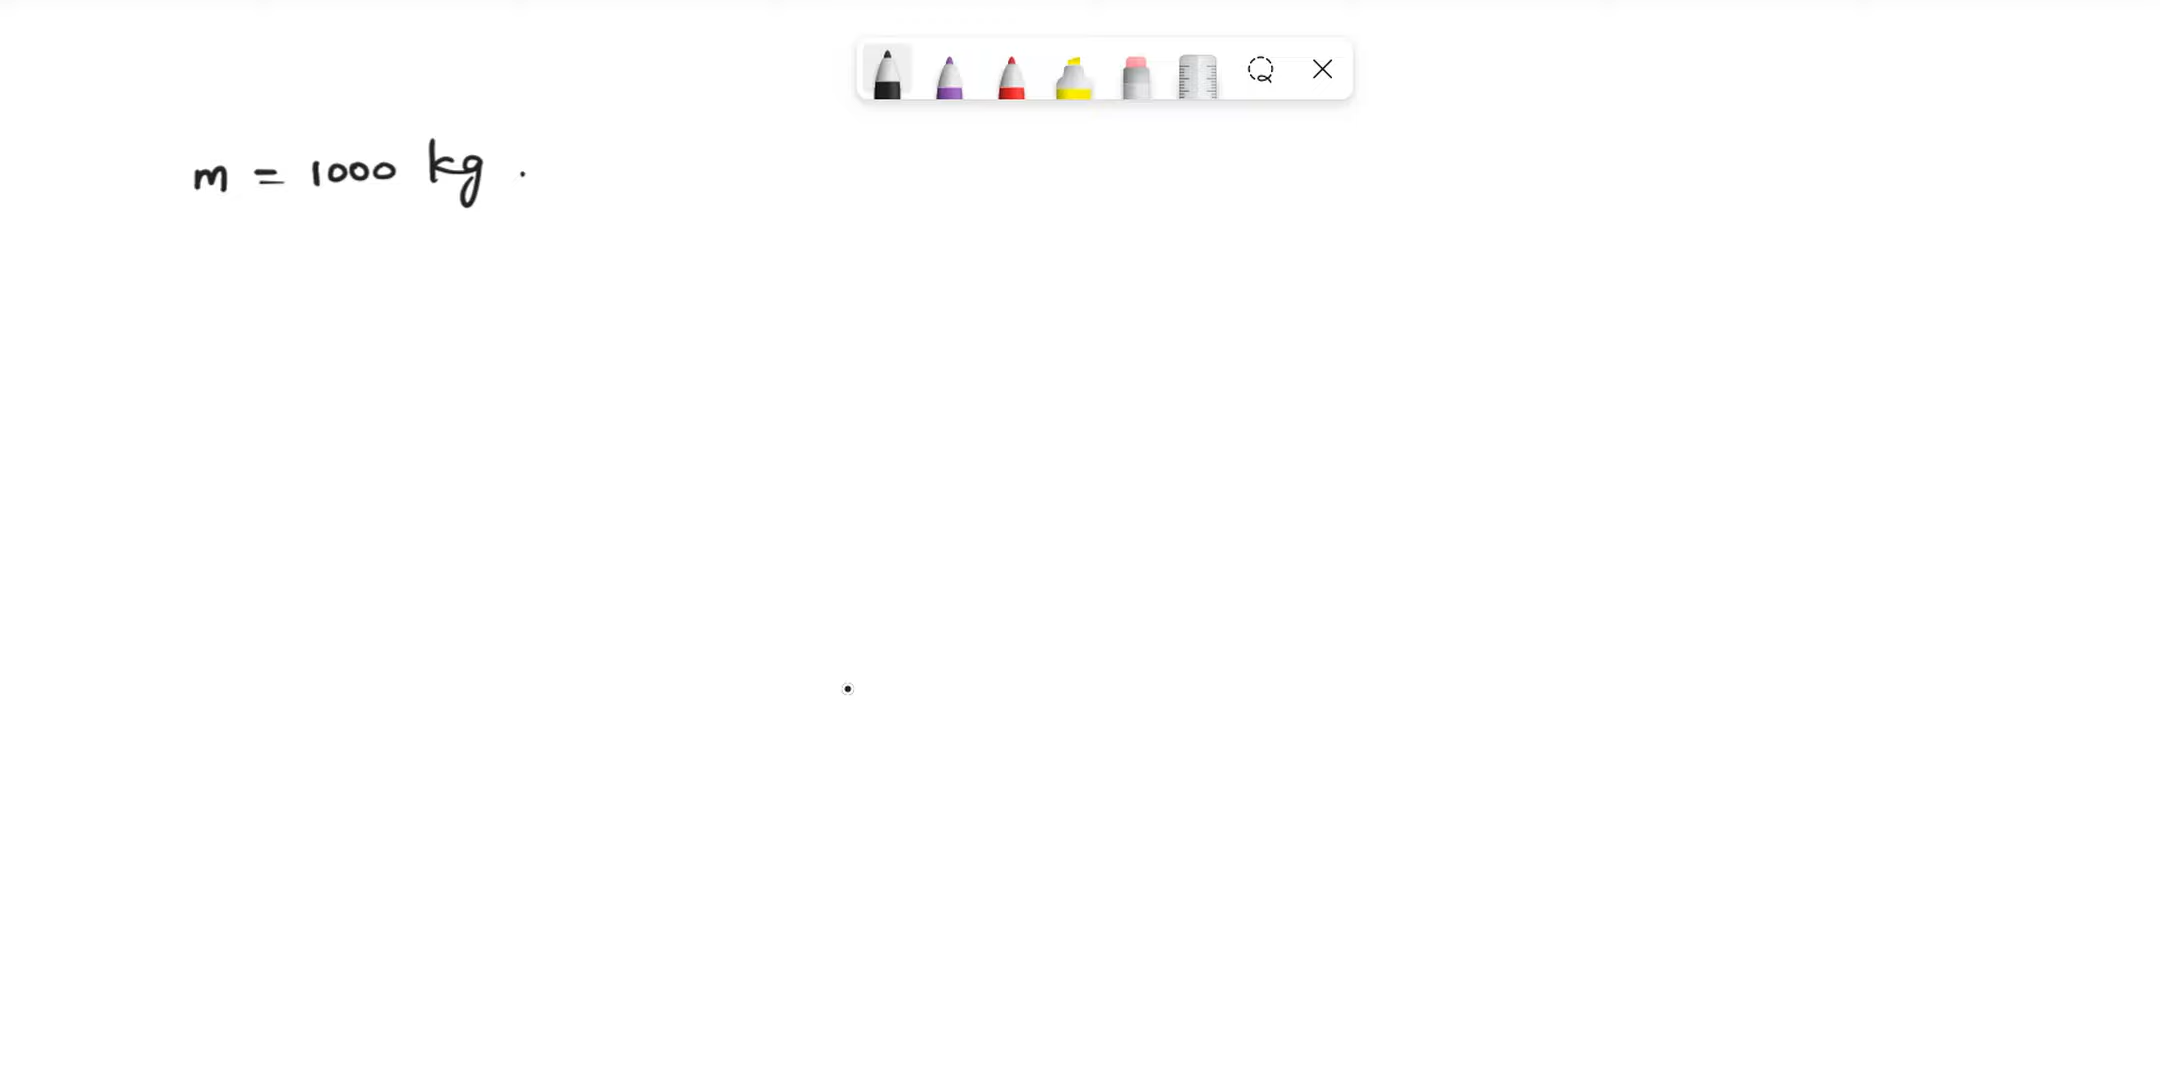 m = 1000 kg .